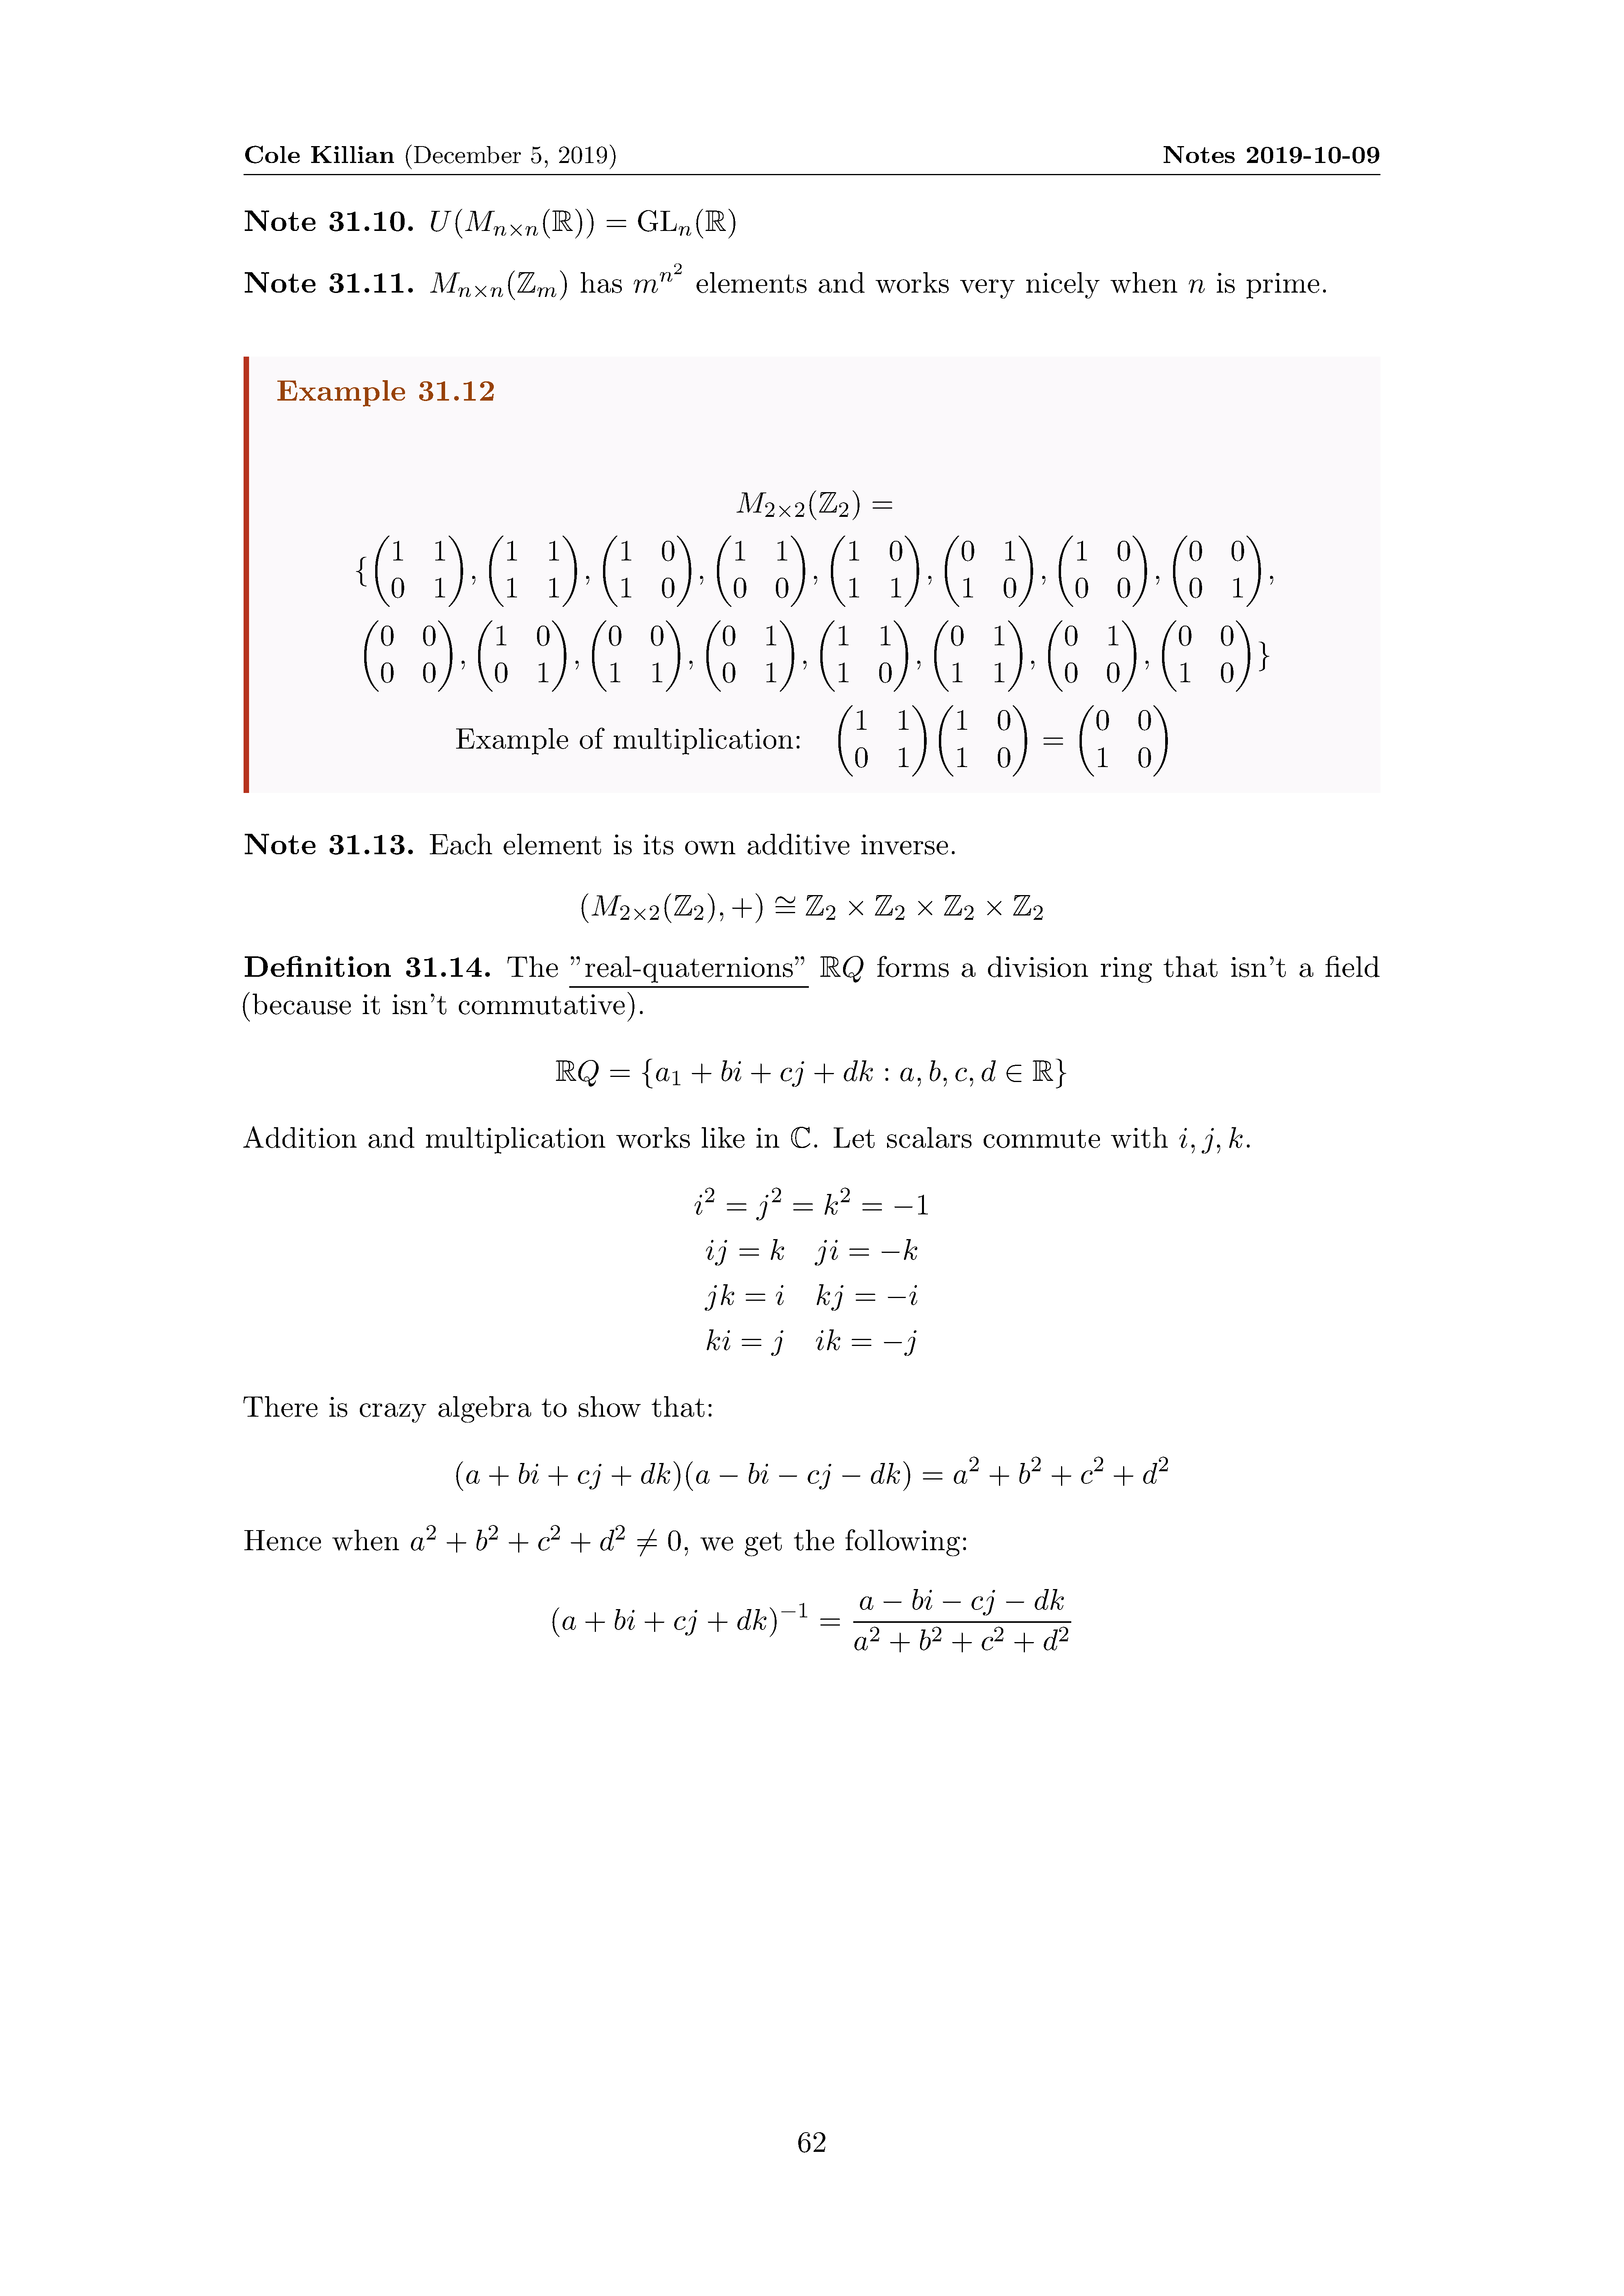 Cole Killian (December 5, 2019) Notes 2019-10-09
Note 31.10. $U(M_{n\times n}(\mathbb{R})) = \mathrm{GL}_n(\mathbb{R})$
Note 31.11. $M_{n\times n}(\mathbb{Z}_m)$ has $m^{n^2}$ elements and works very nicely when $n$ is prime.
Example 31.12
$M_{2\times 2}(\mathbb{Z}_2) =$
$\{\begin{pmatrix}1 & 1\\0 & 1\end{pmatrix}, \begin{pmatrix}1 & 1\\1 & 1\end{pmatrix}, \begin{pmatrix}1 & 0\\1 & 0\end{pmatrix}, \begin{pmatrix}1 & 1\\0 & 0\end{pmatrix}, \begin{pmatrix}1 & 0\\1 & 1\end{pmatrix}, \begin{pmatrix}0 & 1\\1 & 0\end{pmatrix}, \begin{pmatrix}1 & 0\\0 & 0\end{pmatrix}, \begin{pmatrix}0 & 0\\0 & 1\end{pmatrix},$
$\begin{pmatrix}0 & 0\\0 & 0\end{pmatrix}, \begin{pmatrix}1 & 0\\0 & 1\end{pmatrix}, \begin{pmatrix}0 & 0\\1 & 1\end{pmatrix}, \begin{pmatrix}0 & 1\\0 & 1\end{pmatrix}, \begin{pmatrix}1 & 1\\1 & 0\end{pmatrix}, \begin{pmatrix}0 & 1\\1 & 1\end{pmatrix}, \begin{pmatrix}0 & 1\\0 & 0\end{pmatrix}, \begin{pmatrix}0 & 0\\1 & 0\end{pmatrix}\}$
Example of multiplication: $\begin{pmatrix}1 & 1\\0 & 1\end{pmatrix}\begin{pmatrix}1 & 0\\1 & 0\end{pmatrix} = \begin{pmatrix}0 & 0\\1 & 0\end{pmatrix}$
Note 31.13. Each element is its own additive inverse.
$(M_{2\times 2}(\mathbb{Z}_2), +) \cong \mathbb{Z}_2 \times \mathbb{Z}_2 \times \mathbb{Z}_2 \times \mathbb{Z}_2$
Definition 31.14. The ”real-quaternions” $\mathbb{R}Q$ forms a division ring that isn’t a field
(because it isn’t commutative).
$\mathbb{R}Q = \{a_1 + bi + cj + dk : a, b, c, d \in \mathbb{R}\}$
Addition and multiplication works like in $\mathbb{C}$. Let scalars commute with $i, j, k$.
$i^2 = j^2 = k^2 = -1$
$ij = k \quad ji = -k$
$jk = i \quad kj = -i$
$ki = j \quad ik = -j$
There is crazy algebra to show that:
$(a + bi + cj + dk)(a - bi - cj - dk) = a^2 + b^2 + c^2 + d^2$
Hence when $a^2 + b^2 + c^2 + d^2 \neq 0$, we get the following:
$(a + bi + cj + dk)^{-1} = \frac{a - bi - cj - dk}{a^2 + b^2 + c^2 + d^2}$
62